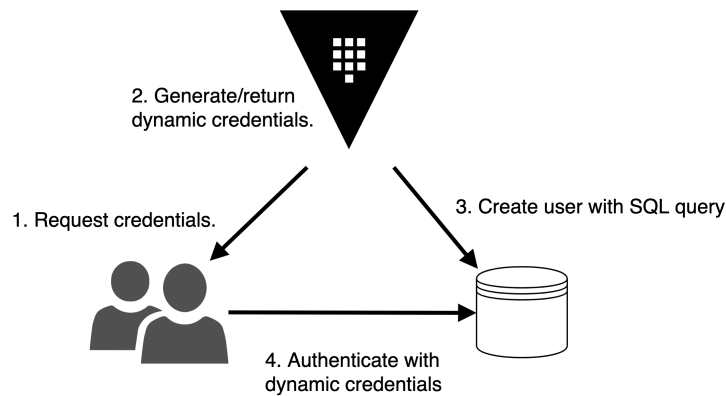 2. Generate/return
dynamic credentials.
1. Request credentials.
3. Create user with SQL query
4. Authenticate with
dynamic credentials